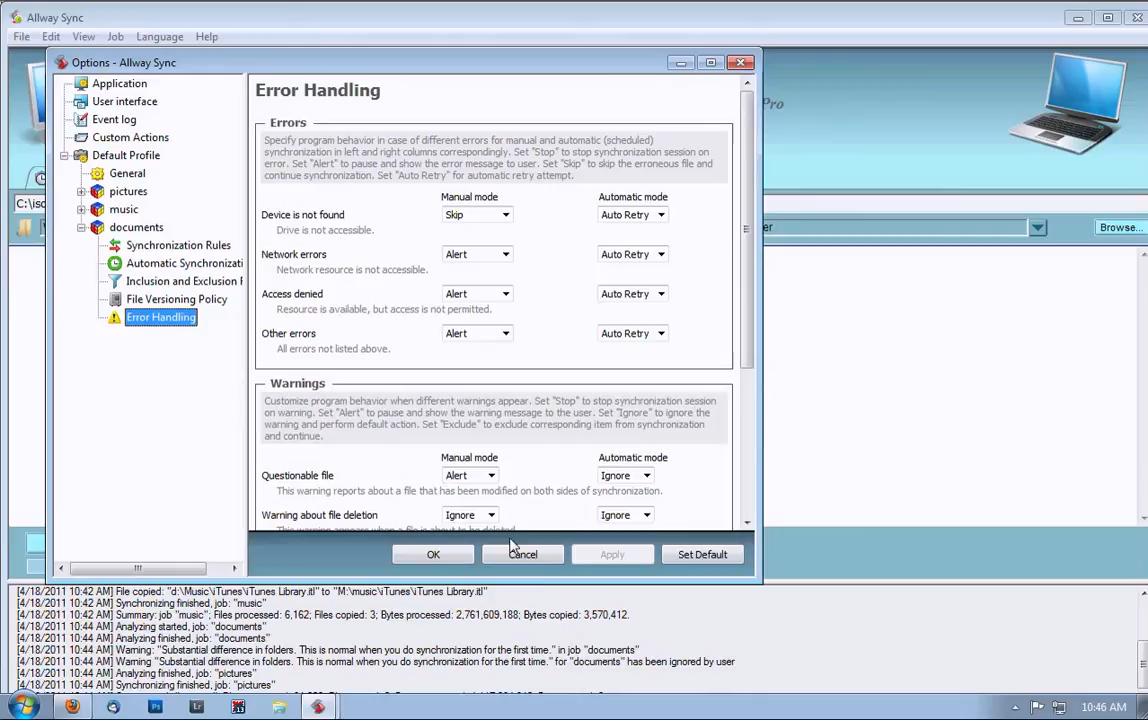 Allway Sync
File Edit View Job Language Help
Options - Allway Sync
Pro
C:\isc
er
Browse...
Application
User interface
Event log
Custom Actions
Default Profile
General
pictures
music
documents
Synchronization Rules
Automatic Synchronizati
Inclusion and Exclusion F
File Versioning Policy
Error Handling
Error Handling
Errors
Specify program behavior in case of different errors for manual and automatic (scheduled)
synchronization in left and right columns correspondingly. Set "Stop" to stop synchronization session on
error. Set "Alert" to pause and show the error message to user. Set "Skip" to skip the erroneous file and
continue synchronization. Set "Auto Retry" for automatic retry attempt.
Manual mode Automatic mode
Device is not found Skip Auto Retry
Drive is not accessible.
Network errors Alert Auto Retry
Network resource is not accessible.
Access denied Alert Auto Retry
Resource is available, but access is not permitted.
Other errors Alert Auto Retry
All errors not listed above.
Warnings
Customize program behavior when different warnings appear. Set "Stop" to stop synchronization session
on warning. Set "Alert" to pause and show the warning message to the user. Set "Ignore" to ignore the
warning and perform default action. Set "Exclude" to exclude corresponding item from synchronization
and continue.
Manual mode Automatic mode
Questionable file Alert Ignore
This warning reports about a file that has been modified on both sides of synchronization.
Warning about file deletion Ignore Ignore
This warning appears when a file is about to be deleted.
OK Cancel Apply Set Default
[4/18/2011 10:42 AM] File copied: "d:\Music\iTunes\iTunes Library.itl" to "M:\Music\iTunes\iTunes Library.itl"
[4/18/2011 10:42 AM] Synchronizing finished, job: "music"
[4/18/2011 10:42 AM] Summary: job "music"; Files processed: 6,162; Files copied: 3; Bytes processed: 2,761,609,188; Bytes copied: 3,570,412.
[4/18/2011 10:44 AM] Analyzing started, job: "documents"
[4/18/2011 10:44 AM] Analyzing finished, job: "documents"
[4/18/2011 10:44 AM] Warning: "Substantial difference in folders. This is normal when you do synchronization for the first time." in job "documents"
[4/18/2011 10:44 AM] Warning "Substantial difference in folders. This is normal when you do synchronization for the first time." for "documents" has been ignored by user
[4/18/2011 10:44 AM] Analyzing finished, job: "pictures"
[4/18/2011 10:44 AM] Synchronizing finished, job: "pictures"
Ps Lr
10:46 AM